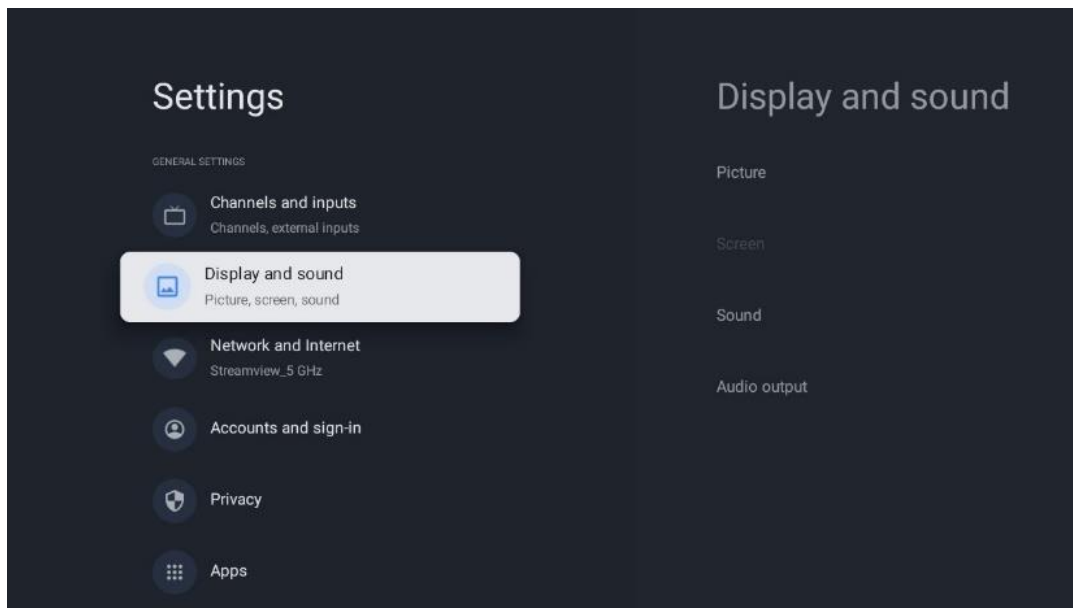 Settings
GENERAL SETTINGS
Channels and inputs
Channels, external inputs
Display and sound
Picture, screen, sound
Network and Internet
Streamview_5 GHz
Accounts and sign-in
Privacy
Apps
Display and sound
Picture
Screen
Sound
Audio output